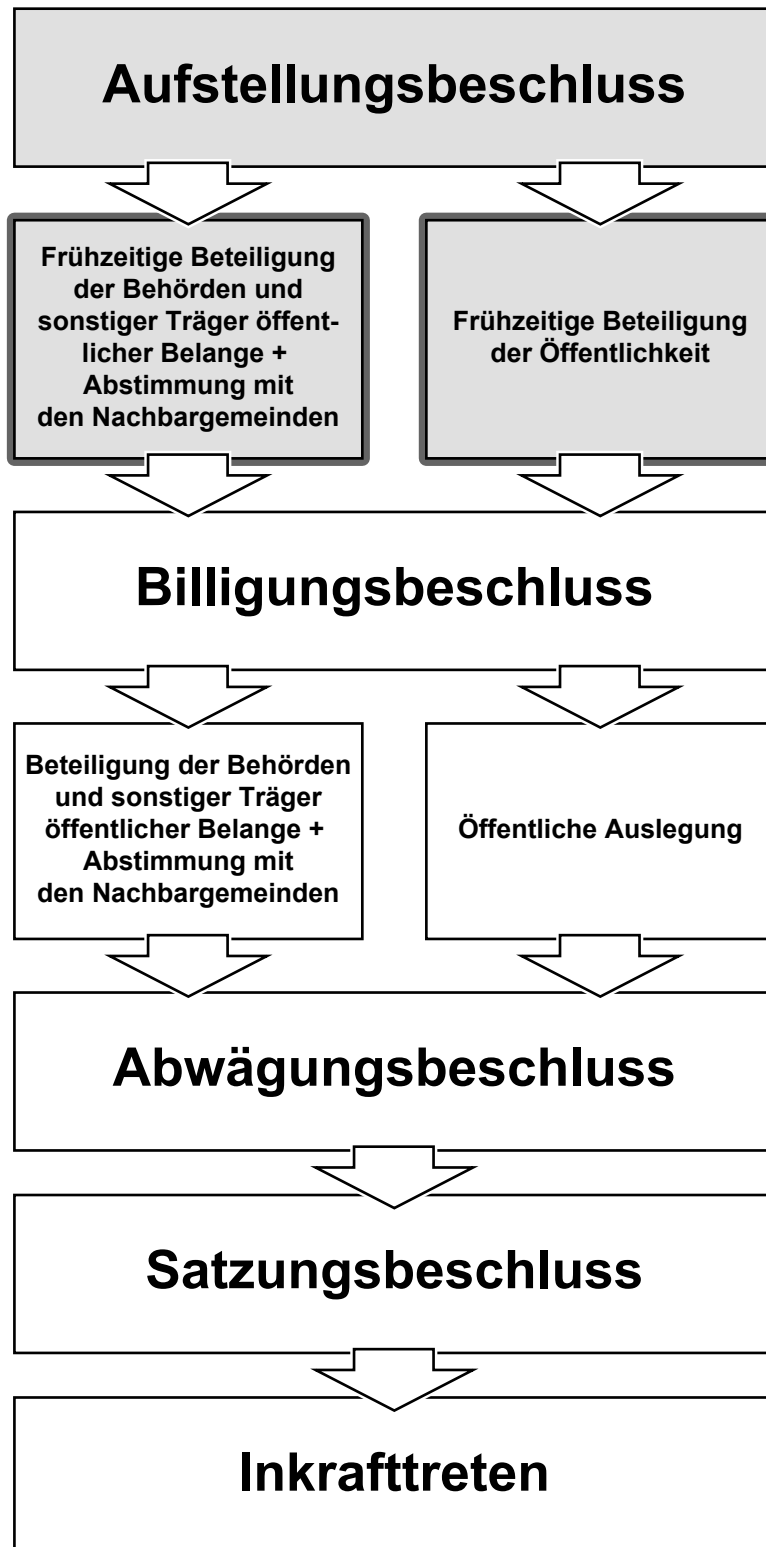 Aufstellungsbeschluss
Frühzeitige Beteiligung
der Behörden und
sonstiger Träger öffent-
licher Belange +
Abstimmung mit
den Nachbargemeinden
Frühzeitige Beteiligung
der Öffentlichkeit
Billigungsbeschluss
Beteiligung der Behörden
und sonstiger Träger
öffentlicher Belange +
Abstimmung mit
den Nachbargemeinden
Öffentliche Auslegung
Abwägungsbeschluss
Satzungsbeschluss
Inkrafttreten